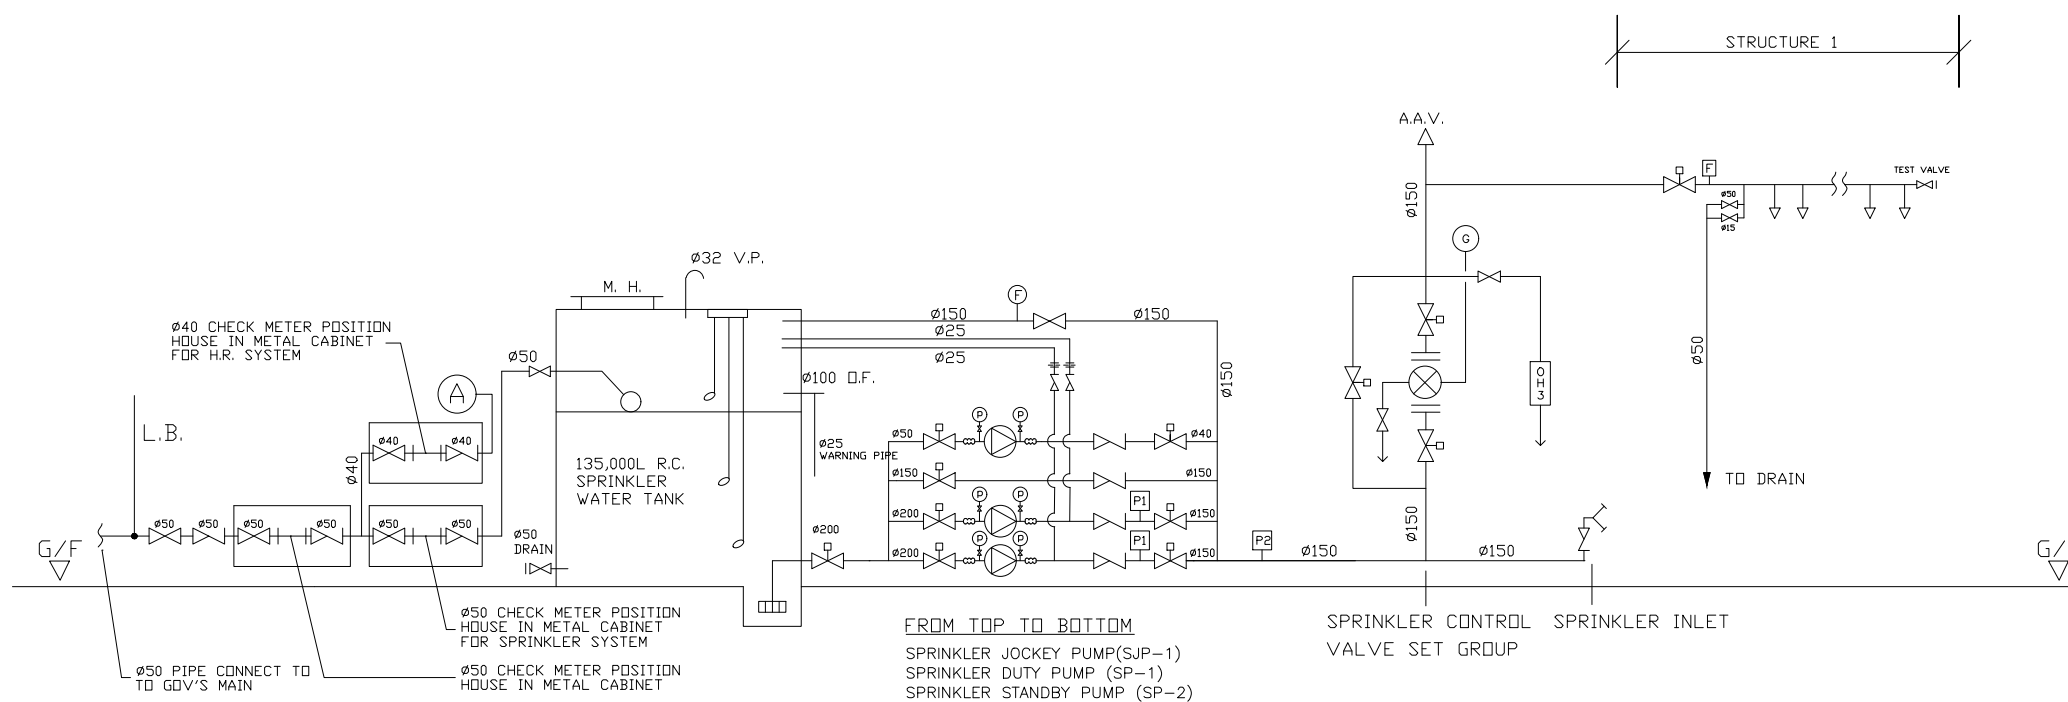 STRUCTURE 1
A.A.V.
TEST VALVE
F
ø50
ø15
ø150
G
ø32 V.P.
M. H.
F
ø150
ø150
ø25
ø25
ø40 CHECK METER POSITION
HOUSE IN METAL CABINET
FOR H.R. SYSTEM
ø50
A
ø100 O.F.
ø150
OH3
ø50
L.B.
ø40
ø40
ø40
P
P
ø50
ø40
ø25
WARNING PIPE
135,000L R.C.
SPRINKLER
WATER TANK
ø150
ø150
TO DRAIN
P
P
P1
ø200
ø150
ø50
ø50
ø50
ø50
ø50
ø50
ø50
DRAIN
ø200
P
P
P1
ø200
ø150
P2
ø150
ø150
ø150
G/F
G/
ø50 CHECK METER POSITION
HOUSE IN METAL CABINET
FOR SPRINKLER SYSTEM
ø50 PIPE CONNECT TO
TO GOV'S MAIN
ø50 CHECK METER POSITION
HOUSE IN METAL CABINET
FROM TOP TO BOTTOM
SPRINKLER JOCKEY PUMP(SJP-1)
SPRINKLER DUTY PUMP (SP-1)
SPRINKLER STANDBY PUMP (SP-2)
SPRINKLER CONTROL
VALVE SET GROUP
SPRINKLER INLET